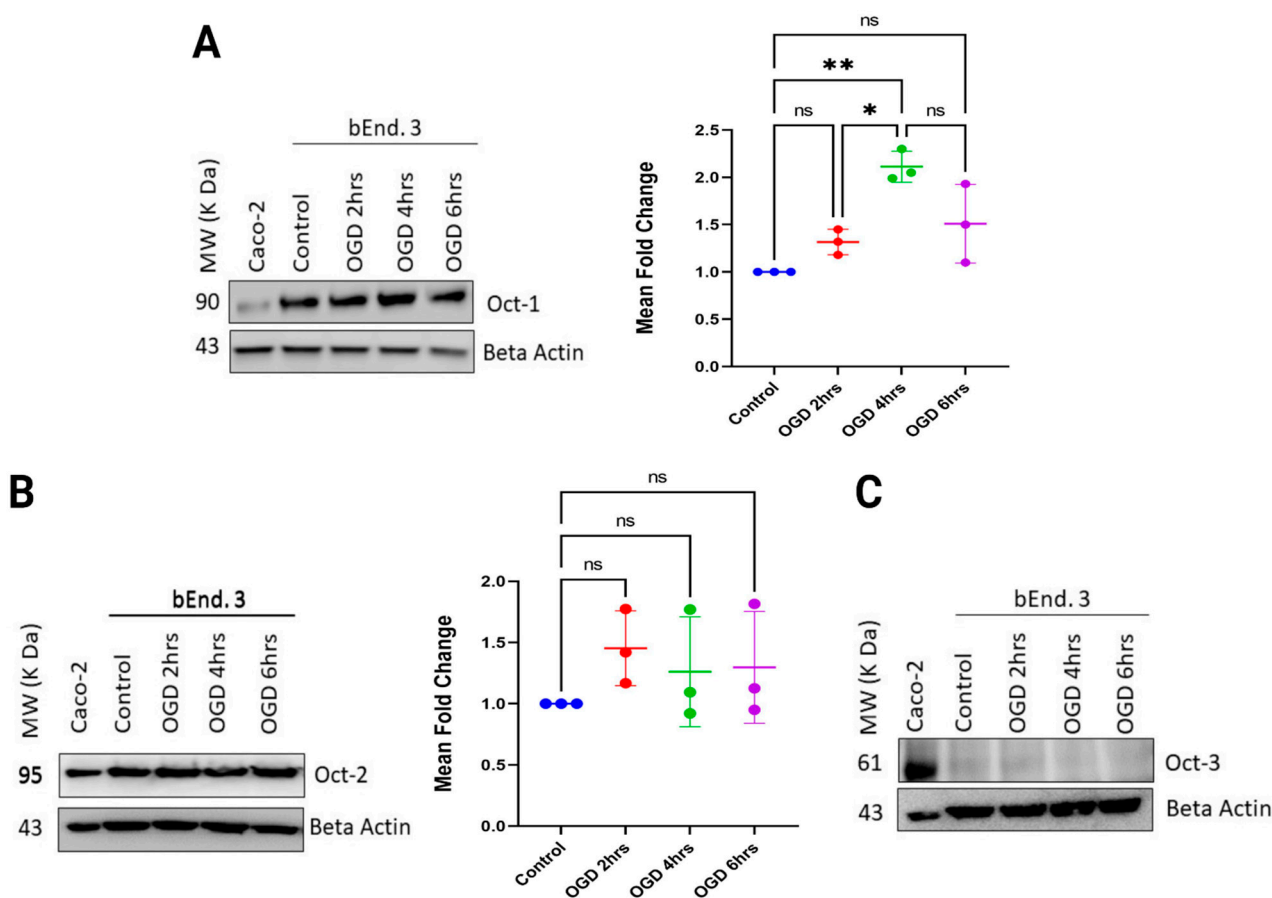 A
bEnd. 3
MW (K Da)
Caco-2
Control
OGD 2hrs
OGD 4hrs
OGD 6hrs
90
Oct-1
43
Beta Actin
ns
**
ns
*
ns
Mean Fold Change
2.5
2.0
1.5
1.0
0.5
0.0
Control
OGD 2hrs
OGD 4hrs
OGD 6hrs
B
bEnd. 3
MW (K Da)
Caco-2
Control
OGD 2hrs
OGD 4hrs
OGD 6hrs
95
Oct-2
43
Beta Actin
ns
ns
ns
Mean Fold Change
2.0
1.5
1.0
0.5
0.0
Control
OGD 2hrs
OGD 4hrs
OGD 6hrs
C
bEnd. 3
MW (K Da)
Caco-2
Control
OGD 2hrs
OGD 4hrs
OGD 6hrs
61
Oct-3
43
Beta Actin